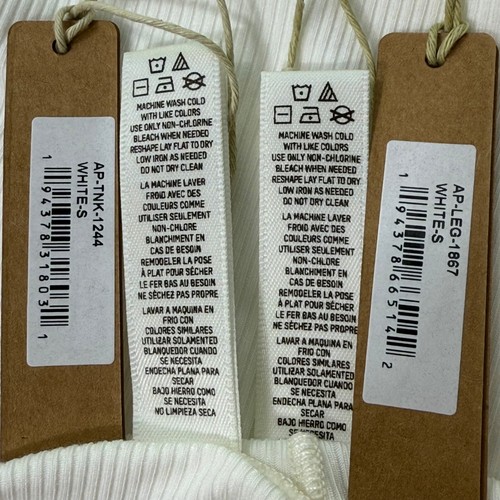 AP-TNK-1244
WHITE-S
1 94378 31803 1
MACHINE WASH COLD
WITH LIKE COLORS
USE ONLY NON-CHLORINE
BLEACH WHEN NEEDED
RESHAPE LAY FLAT TO DRY
LOW IRON AS NEEDED
DO NOT DRY CLEAN
LA MACHINE LAVER
FROID AVEC DES
COULEURS COMME
UTILISER SEULEMENT
NON-CHLORE
BLANCHIMENT EN
CAS DE BESOIN
REMODELER LA POSE
À PLAT POUR SÉCHER
LE FER BAS AU BESOIN
NE SÉCHEZ PAS PROPRE
LAVAR A MAQUINA EN
FRIO CON
COLORES SIMILARES
UTILIZAR SOLAMENTE
BLANQUEDOR CUANDO
SE NECESITA
ENDECHA PLANA PARA
SECAR
BAJO HIERRO COMO
SE NECESITA
NO LIMPIEZA SECA
MACHINE WASH COLD
WITH LIKE COLORS
USE ONLY NON-CHLORINE
BLEACH WHEN NEEDED
RESHAPE LAY FLAT TO DRY
LOW IRON AS NEEDED
DO NOT DRY CLEAN
LA MACHINE LAVER
FROID AVEC DES
COULEURS COMME
UTILISER SEULEMENT
NON-CHLORE
BLANCHIMENT EN
CAS DE BESOIN
REMODELER LA POSE
À PLAT POUR SÉCHER
LE FER BAS AU BESOIN
NE SÉCHEZ PAS PROPRE
LAVAR A MAQUINA EN
FRIO CON
COLORES SIMILARES
UTILIZAR SOLAMENTED
BLANQUEDOR CUANDO
SE NECESITA
ENDECHA PLANA PARA
SECAR
BAJO HIERRO COMO
SE NECESITA
AP-LEG-1867
WHITE-S
1 94378 66514 2